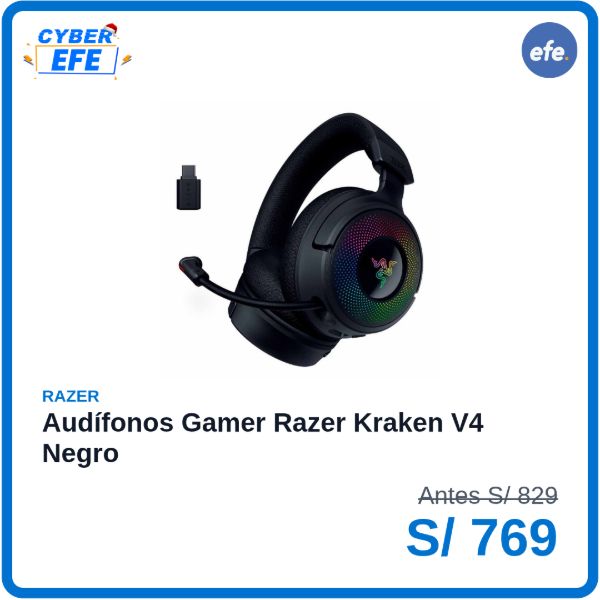 CYBER
EFE
efe.
RAZER
Audífonos Gamer Razer Kraken V4
Negro
Antes S/ 829
S/ 769